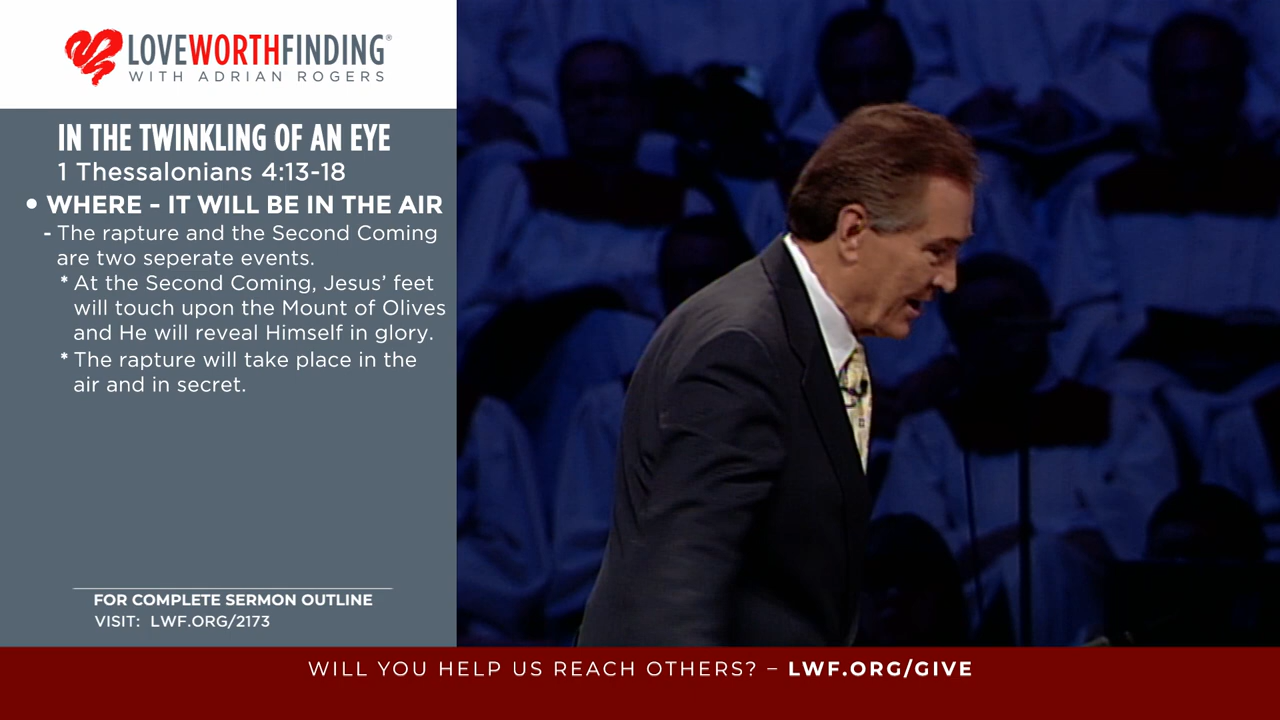 LOVEWORTHFINDING®
WITH ADRIAN ROGERS
IN THE TWINKLING OF AN EYE
1 Thessalonians 4:13-18
• WHERE - IT WILL BE IN THE AIR
- The rapture and the Second Coming
are two seperate events.
* At the Second Coming, Jesus’ feet
will touch upon the Mount of Olives
and He will reveal Himself in glory.
* The rapture will take place in the
air and in secret.
FOR COMPLETE SERMON OUTLINE
VISIT: LWF.ORG/2173
WILL YOU HELP US REACH OTHERS? – LWF.ORG/GIVE